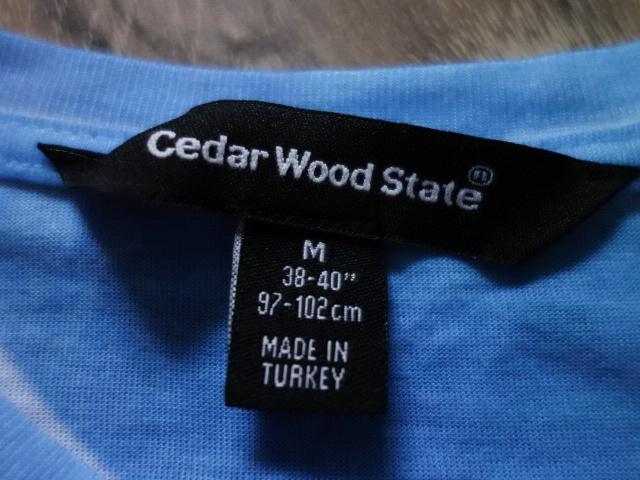 Cedar Wood State®
M
38-40"
97-102cm
MADE IN
TURKEY